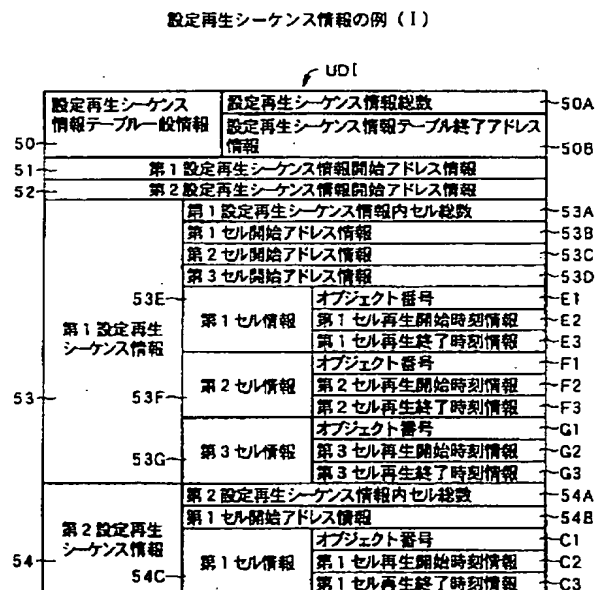 設定再生シーケンス情報の例（I）
UDI
設定再生シーケンス
情報テーブル一般情報
50
設定再生シーケンス情報総数
50A
設定再生シーケンス情報テーブル終了アドレス
情報
50B
51
第1設定再生シーケンス情報開始アドレス情報
52
第2設定再生シーケンス情報開始アドレス情報
53
第1設定再生
シーケンス情報
第1設定再生シーケンス情報内セル総数
53A
第1セル開始アドレス情報
53B
第2セル開始アドレス情報
53C
第3セル開始アドレス情報
53D
53E
第1セル情報
オブジェクト番号
E1
第1セル再生開始時刻情報
E2
第1セル再生終了時刻情報
E3
53F
第2セル情報
オブジェクト番号
F1
第2セル再生開始時刻情報
F2
第2セル再生終了時刻情報
F3
53G
第3セル情報
オブジェクト番号
G1
第3セル再生開始時刻情報
G2
第3セル再生終了時刻情報
G3
54
第2設定再生
シーケンス情報
第2設定再生シーケンス情報内セル総数
54A
第1セル開始アドレス情報
54B
54C
第1セル情報
オブジェクト番号
C1
第1セル再生開始時刻情報
C2
第1セル再生終了時刻情報
C3